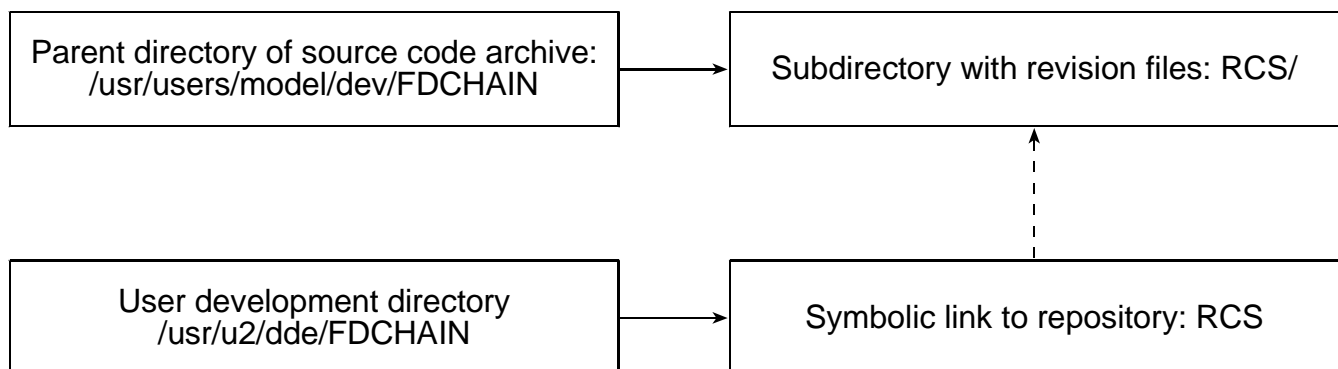 Parent directory of source code archive:
/usr/users/model/dev/FDCHAIN
Subdirectory with revision files: RCS/
User development directory
/usr/u2/dde/FDCHAIN
Symbolic link to repository: RCS